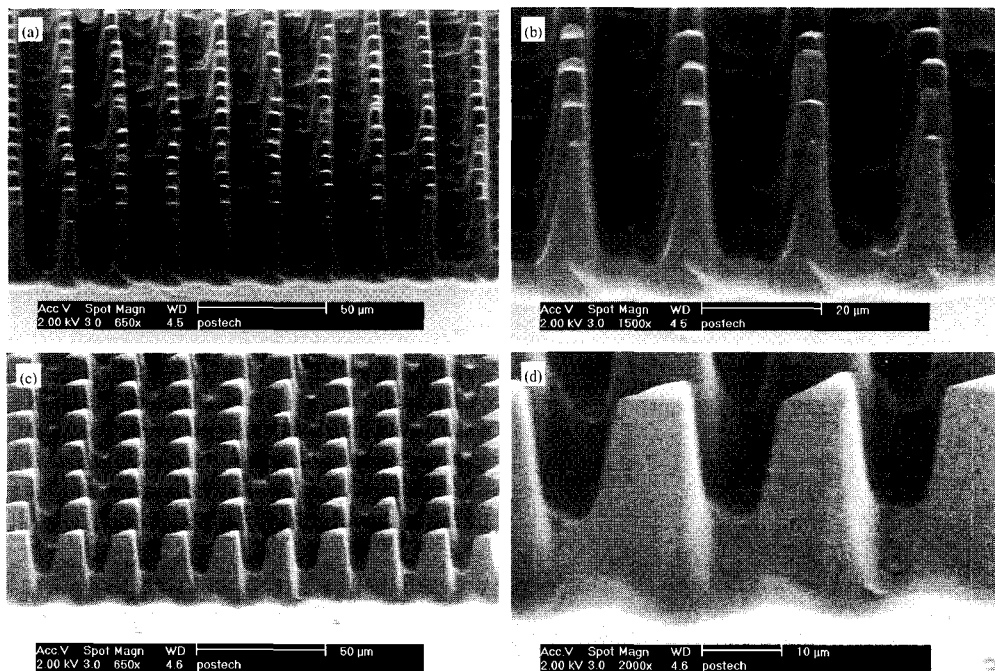 (a)
Acc.V Spot Magn WD 50 µm
2.00 kV 3.0 650x 4.5 postech
(b)
Acc.V Spot Magn WD 20 µm
2.00 kV 3.0 1500x 4.5 postech
(c)
Acc.V Spot Magn WD 50 µm
2.00 kV 3.0 650x 4.6 postech
(d)
Acc.V Spot Magn WD 10 µm
2.00 kV 3.0 2000x 4.6 postech